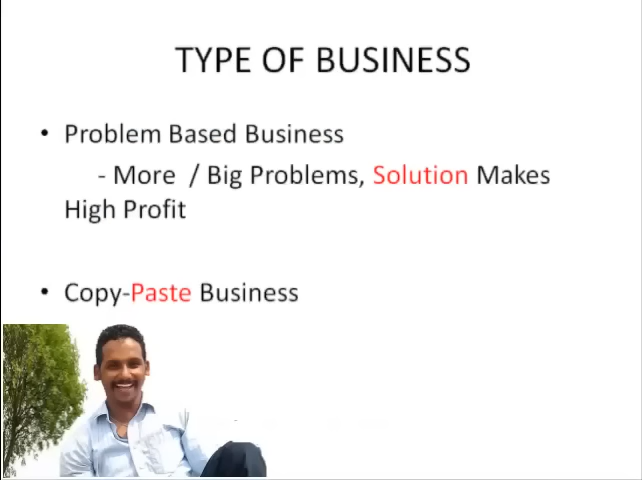 TYPE OF BUSINESS
• Problem Based Business
- More / Big Problems, Solution Makes
High Profit
• Copy-Paste Business